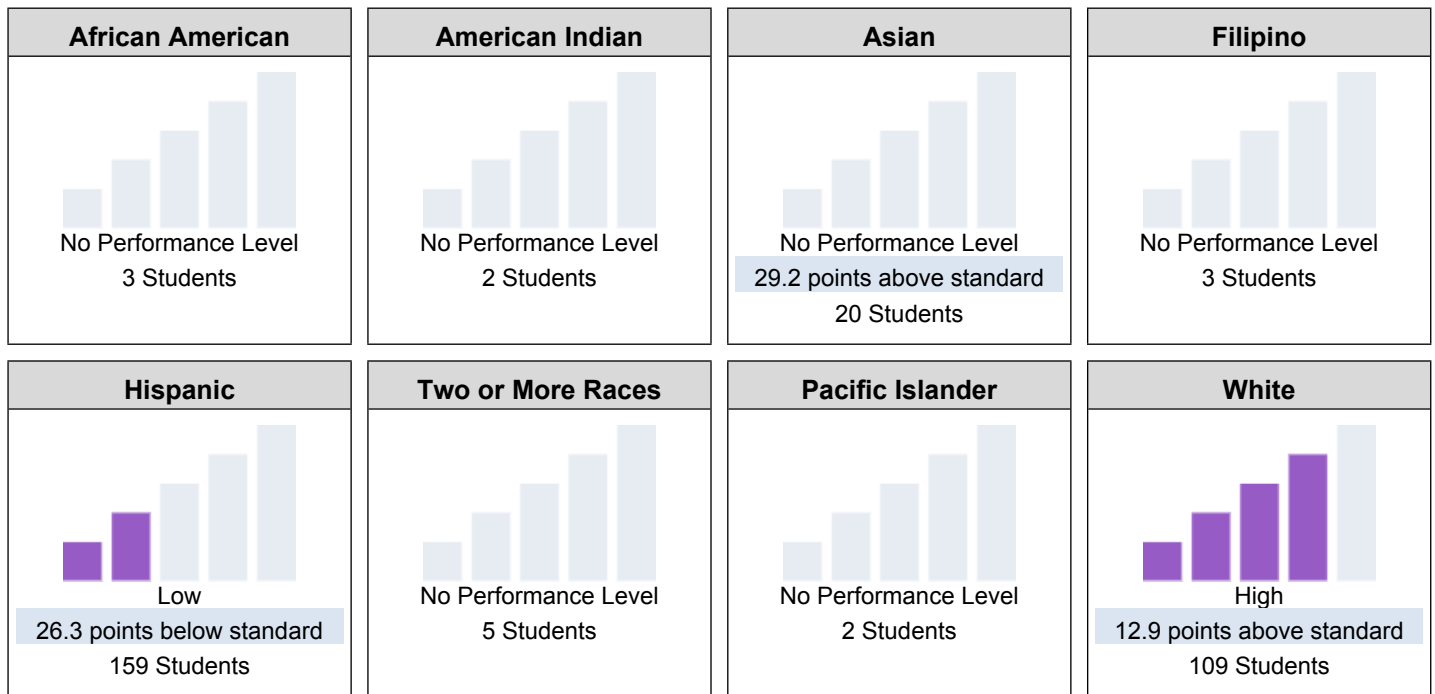 African American
No Performance Level
3 Students
American Indian
No Performance Level
2 Students
Asian
No Performance Level
29.2 points above standard
20 Students
Filipino
No Performance Level
3 Students
Hispanic
Low
26.3 points below standard
159 Students
Two or More Races
No Performance Level
5 Students
Pacific Islander
No Performance Level
2 Students
White
High
12.9 points above standard
109 Students